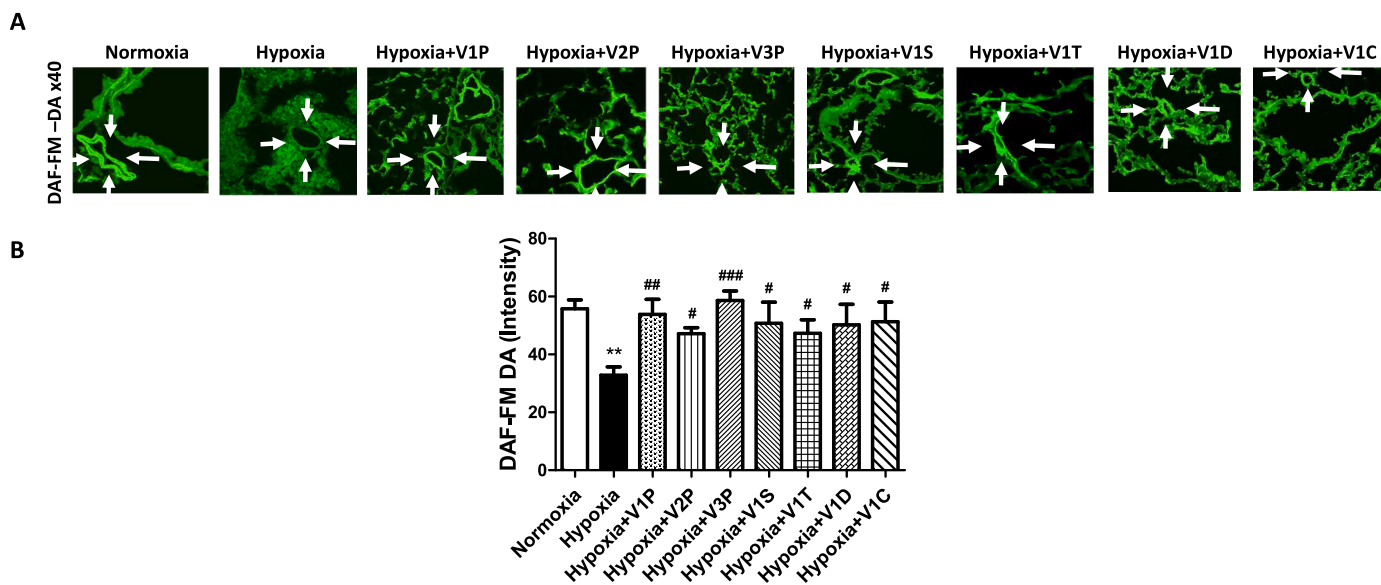 A
Normoxia Hypoxia Hypoxia+V1P Hypoxia+V2P Hypoxia+V3P Hypoxia+V1S Hypoxia+V1T Hypoxia+V1D Hypoxia+V1C
DAF-FM –DA x40
B
DAF-FM DA (Intensity)
80
60
40
20
0
** ## # ### # # # #
Normoxia
Hypoxia
Hypoxia+V1P
Hypoxia+V2P
Hypoxia+V3P
Hypoxia+V1S
Hypoxia+V1T
Hypoxia+V1D
Hypoxia+V1C